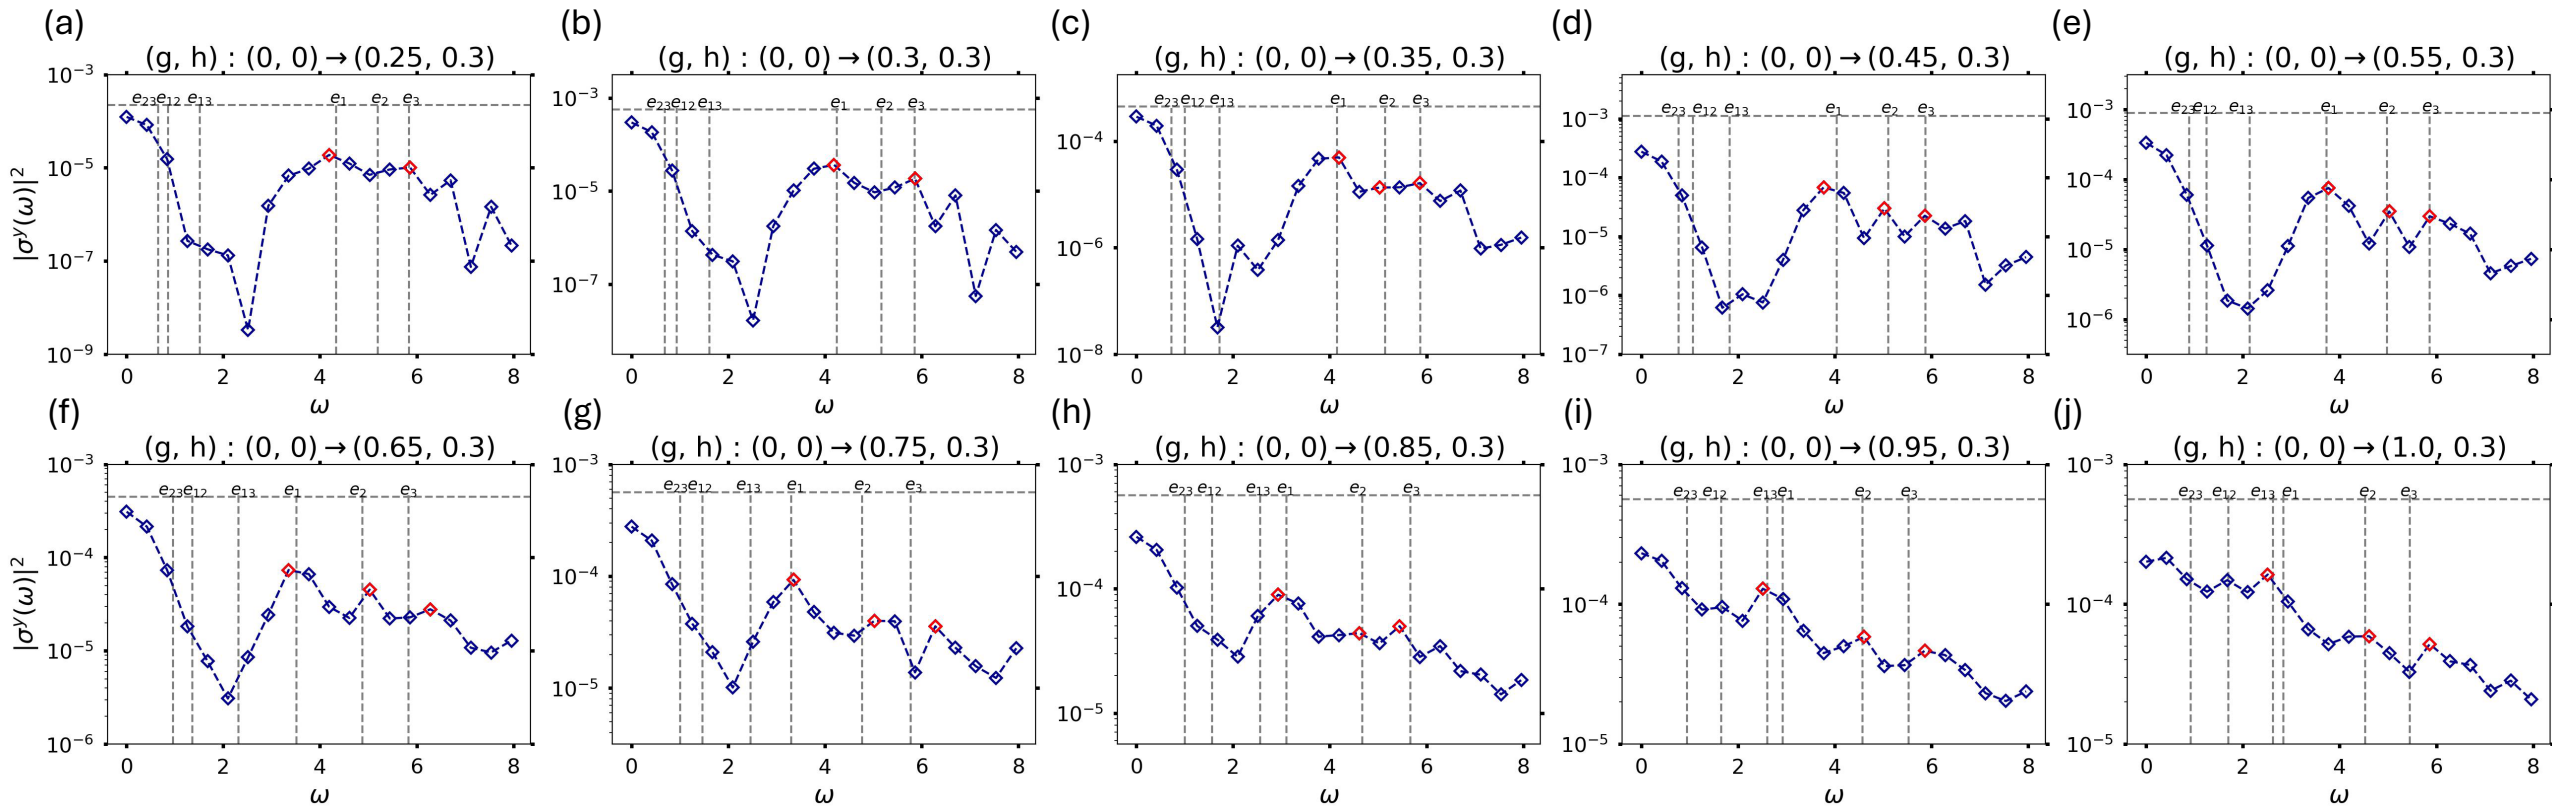 (a) (b) (c) (d) (e)
(g, h) : (0, 0)→(0.25, 0.3) (g, h) : (0, 0)→(0.3, 0.3) (g, h) : (0, 0)→(0.35, 0.3) (g, h) : (0, 0)→(0.45, 0.3) (g, h) : (0, 0)→(0.55, 0.3)
e₂₃ e₁₂ e₁₃ e₁ e₂ e₃ e₂₃ e₁₂ e₁₃ e₁ e₂ e₃ e₂₃ e₁₂ e₁₃ e₁ e₂ e₃ e₂₃ e₁₂ e₁₃ e₁ e₂ e₃ e₂₃ e₁₂ e₁₃ e₁ e₂ e₃
|σʸ(ω))|²
10⁻³ 10⁻⁵ 10⁻⁷ 10⁻⁹
10⁻³ 10⁻⁵ 10⁻⁷
10⁻⁴ 10⁻⁶ 10⁻⁸
10⁻³ 10⁻⁴ 10⁻⁵ 10⁻⁶ 10⁻⁷
10⁻³ 10⁻⁴ 10⁻⁵ 10⁻⁶
0 2 4 6 8 0 2 4 6 8 0 2 4 6 8 0 2 4 6 8 0 2 4 6 8
ω ω ω ω ω
(f) (g) (h) (i) (j)
(g, h) : (0, 0)→(0.65, 0.3) (g, h) : (0, 0)→(0.75, 0.3) (g, h) : (0, 0)→(0.85, 0.3) (g, h) : (0, 0)→(0.95, 0.3) (g, h) : (0, 0)→(1.0, 0.3)
e₂₃ e₁₂ e₁₃ e₁ e₂ e₃ e₂₃ e₁₂ e₁₃ e₁ e₂ e₃ e₂₃ e₁₂ e₁₃ e₁ e₂ e₃ e₂₃ e₁₂ e₁₃ e₁ e₂ e₃ e₂₃ e₁₂ e₁₃ e₁ e₂ e₃
|σʸ(ω))|²
10⁻³ 10⁻⁴ 10⁻⁵ 10⁻⁶
10⁻³ 10⁻⁴ 10⁻⁵
10⁻³ 10⁻⁴ 10⁻⁵
10⁻³ 10⁻⁴ 10⁻⁵
10⁻³ 10⁻⁴ 10⁻⁵
0 2 4 6 8 0 2 4 6 8 0 2 4 6 8 0 2 4 6 8 0 2 4 6 8
ω ω ω ω ω